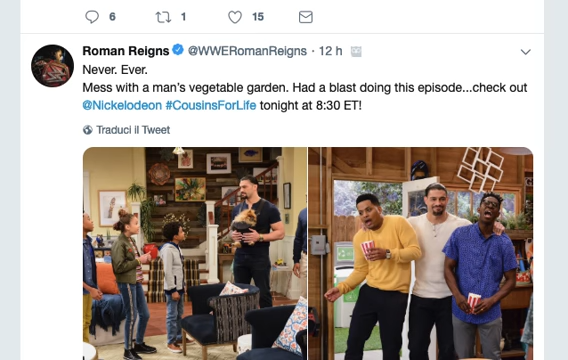 6 1 15
Roman Reigns @WWERomanReigns · 12 h
Never. Ever.
Mess with a man’s vegetable garden. Had a blast doing this episode...check out
@Nickelodeon #CousinsForLife tonight at 8:30 ET!
Traduci il Tweet